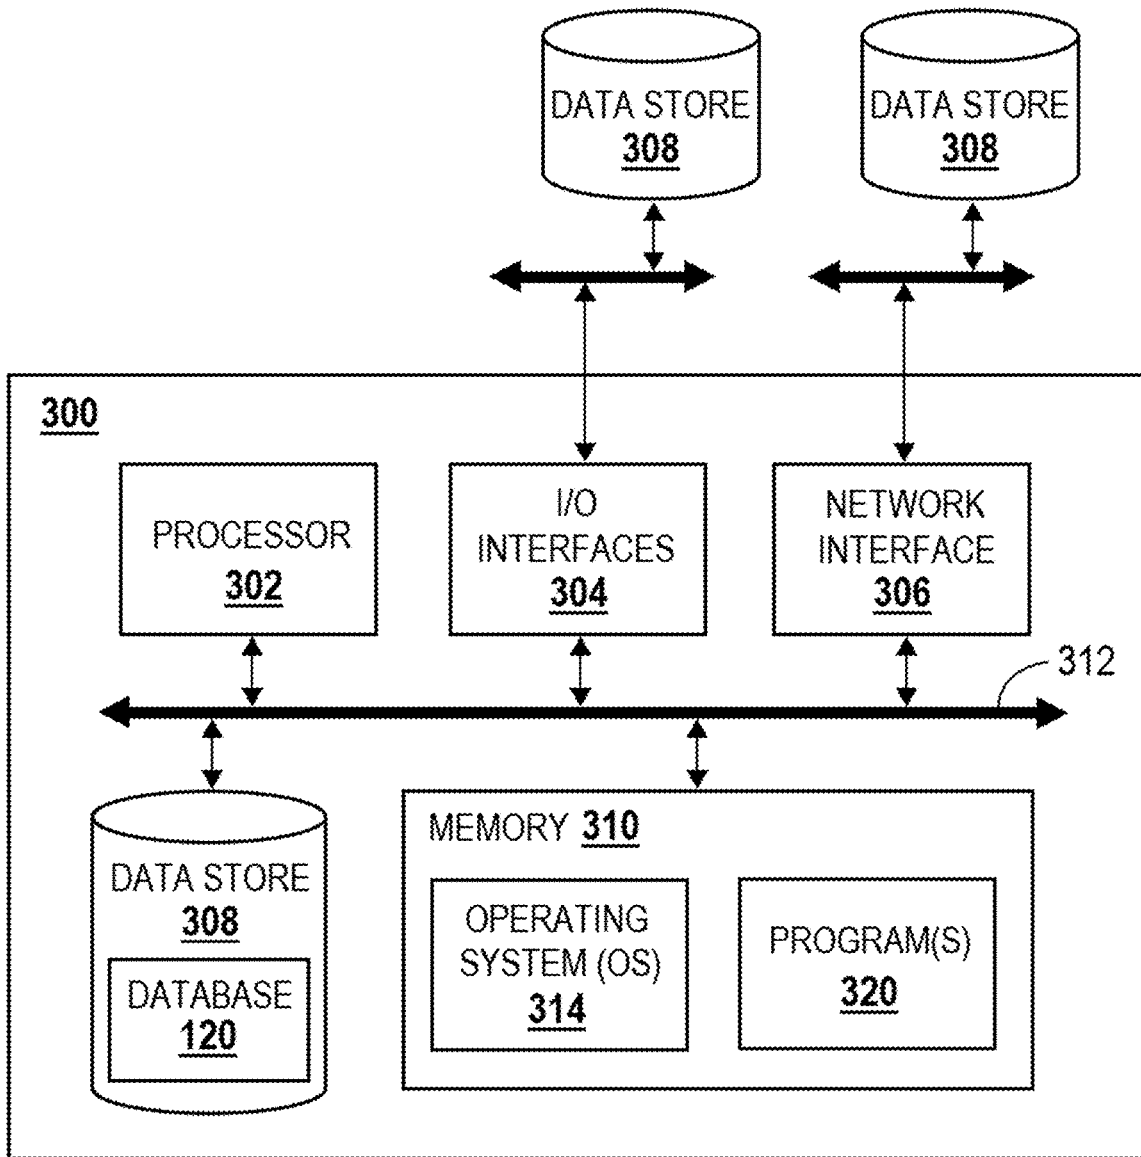 DATA STORE
308
DATA STORE
308
300
PROCESSOR
302
I/O
INTERFACES
304
NETWORK
INTERFACE
306
312
DATA STORE
308
DATABASE
120
MEMORY 310
OPERATING
SYSTEM (OS)
314
PROGRAM(S)
320